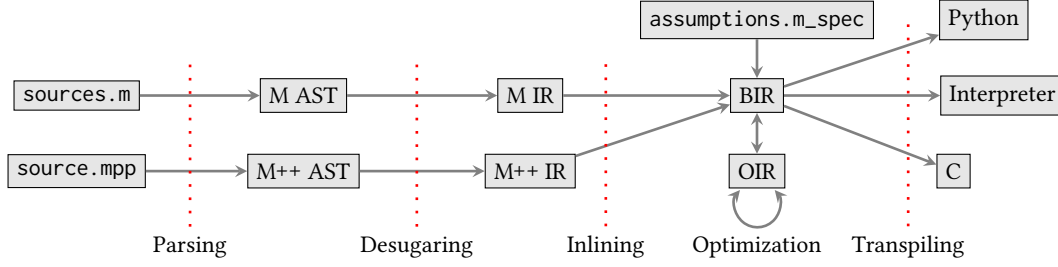 assumptions.m_spec
Python
sources.m
M AST
M IR
BIR
Interpreter
source.mpp
M++ AST
M++ IR
OIR
C
Parsing
Desugaring
Inlining
Optimization
Transpiling